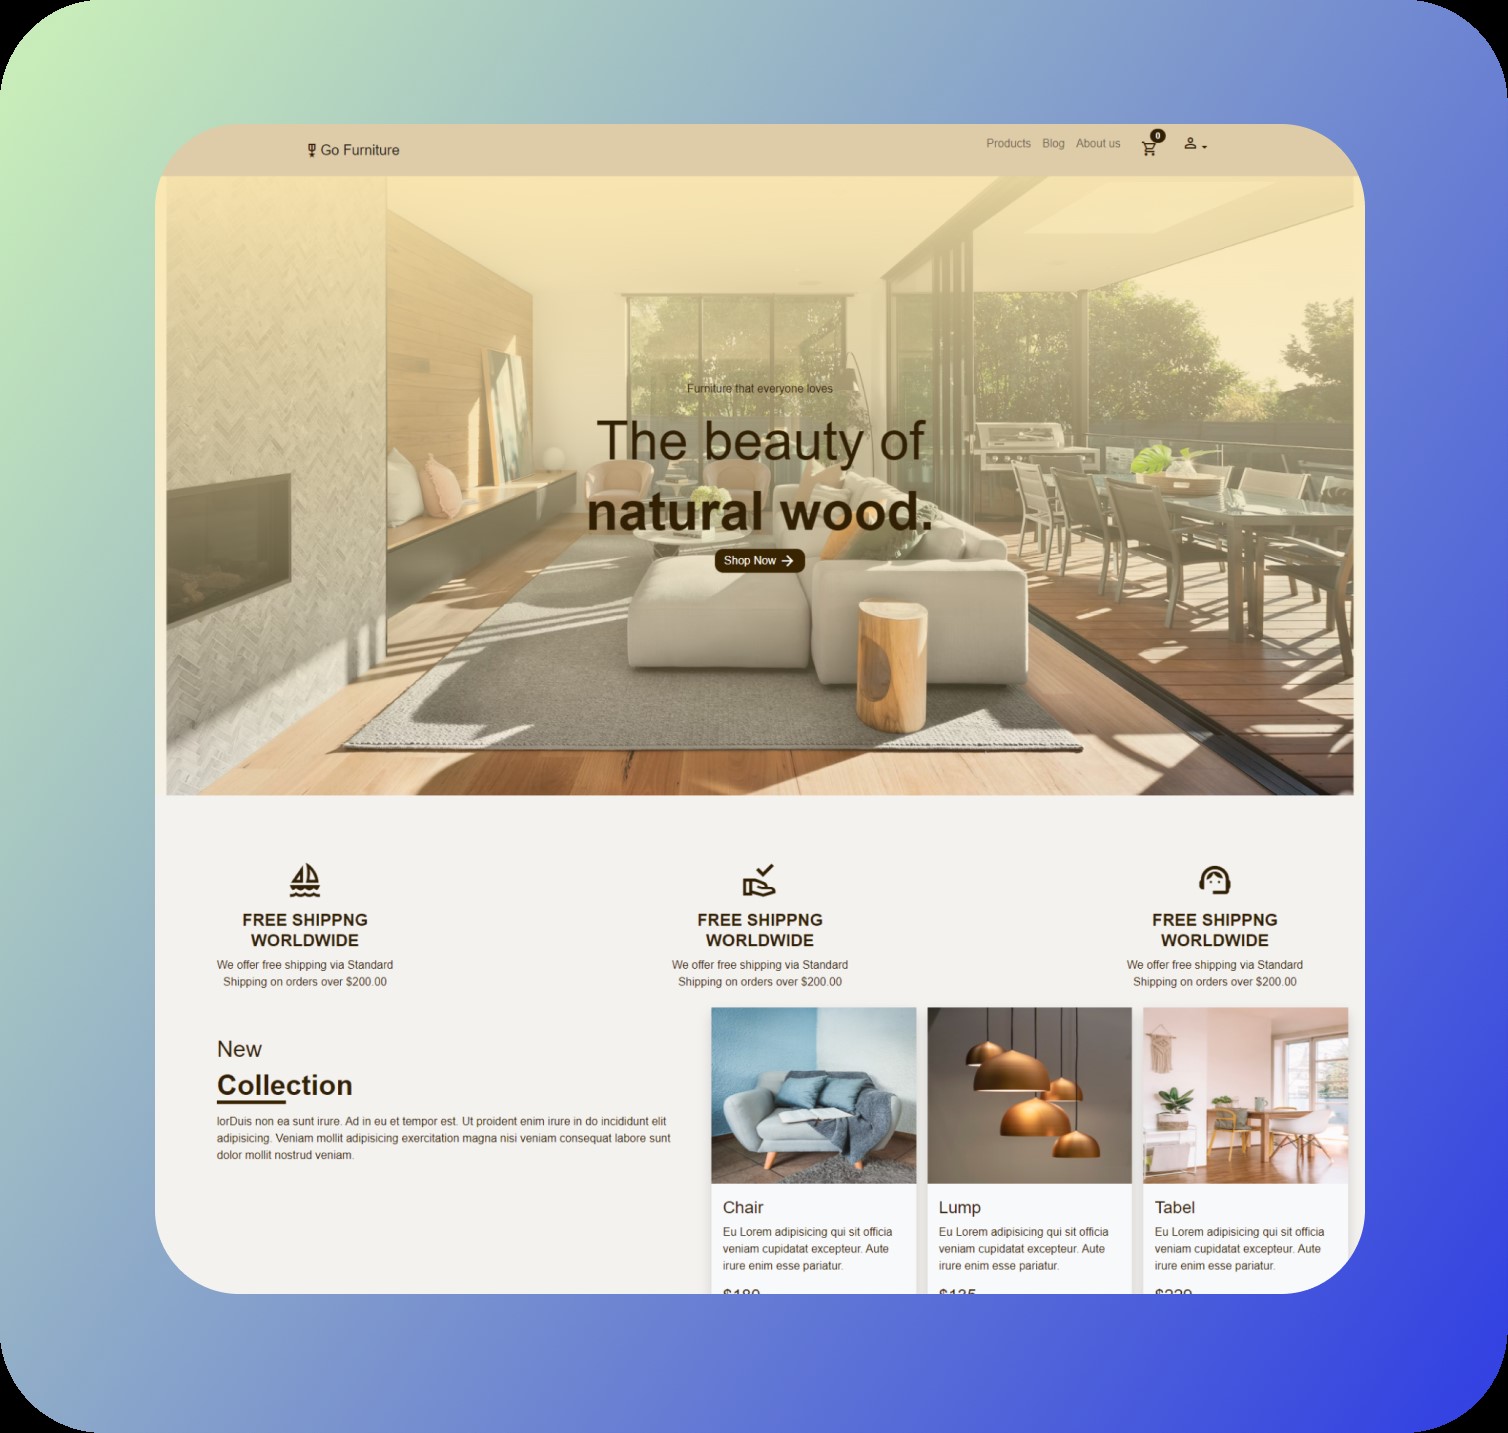 Go Furniture
Products Blog About us
0
Furniture that everyone loves
The beauty of
natural wood.
Shop Now
FREE SHIPPNG
WORLDWIDE
We offer free shipping via Standard
Shipping on orders over $200.00
FREE SHIPPNG
WORLDWIDE
We offer free shipping via Standard
Shipping on orders over $200.00
FREE SHIPPNG
WORLDWIDE
We offer free shipping via Standard
Shipping on orders over $200.00
New
Collection
lorDuis non ea sunt irure. Ad in eu et tempor est. Ut proident enim irure in do incididunt elit
adipisicing. Veniam mollit adipisicing exercitation magna nisi veniam consequat labore sunt
dolor mollit nostrud veniam.
Chair
Eu Lorem adipisicing qui sit officia
veniam cupidatat excepteur. Aute
irure enim esse pariatur.
Lump
Eu Lorem adipisicing qui sit officia
veniam cupidatat excepteur. Aute
irure enim esse pariatur.
Tabel
Eu Lorem adipisicing qui sit officia
veniam cupidatat excepteur. Aute
irure enim esse pariatur.